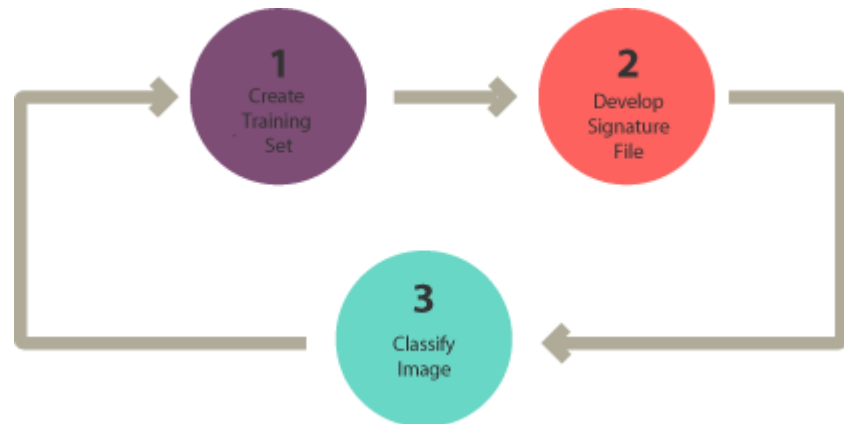 1
Create
Training
Set
2
Develop
Signature
File
3
Classify
Image